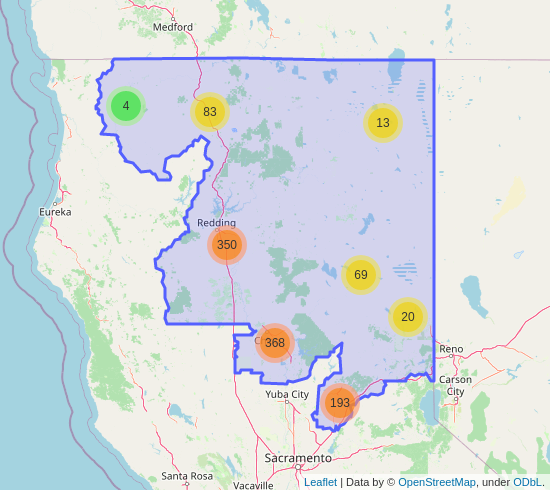 Medford
4
83
13
Eureka
Redding
350
69
20
368
Reno
Carson
City
Yuba City
193
Sacramento
Santa Rosa
Vacaville
Leaflet | Data by © OpenStreetMap, under ODbL.